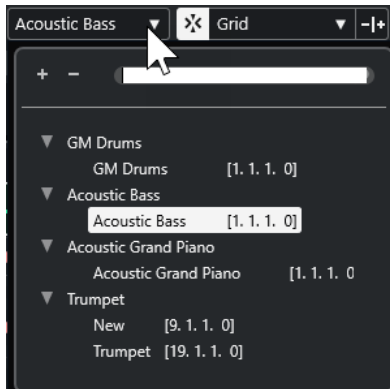 Acoustic Bass Grid
+ −
GM Drums
GM Drums [1. 1. 1. 0]
Acoustic Bass
Acoustic Bass [1. 1. 1. 0]
Acoustic Grand Piano
Acoustic Grand Piano [1. 1. 1. 0
Trumpet
New [9. 1. 1. 0]
Trumpet [19. 1. 1. 0]